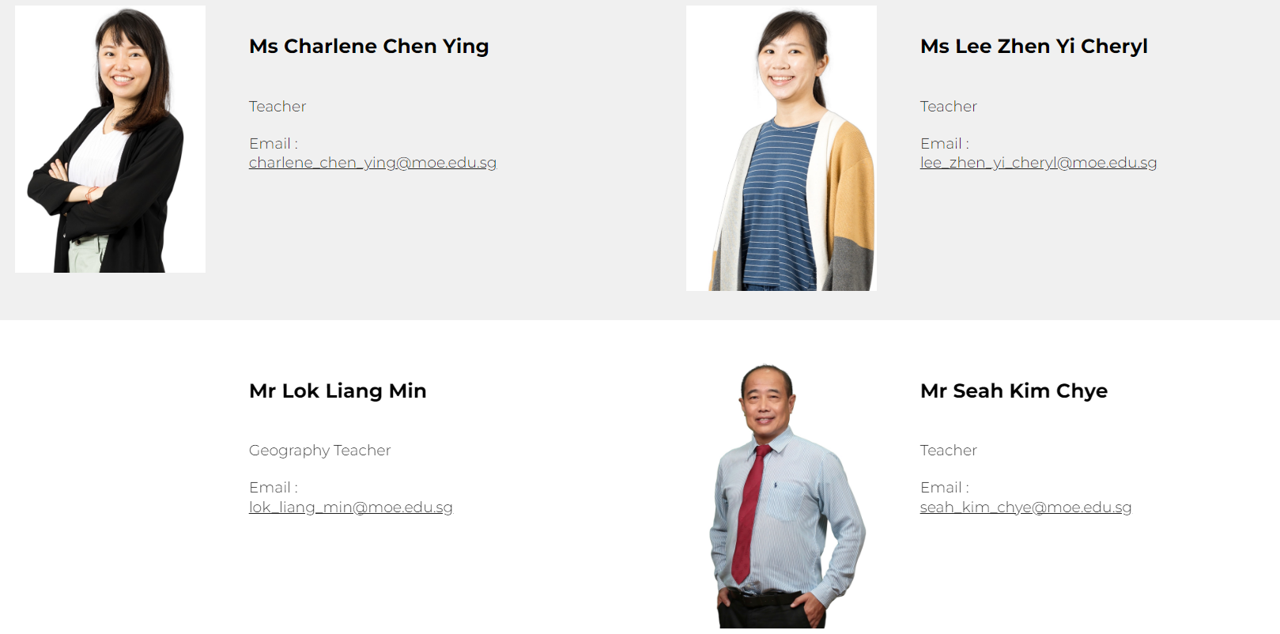 Ms Charlene Chen Ying
Teacher
Email :
charlene_chen_ying@moe.edu.sg
Ms Lee Zhen Yi Cheryl
Teacher
Email :
lee_zhen_yi_cheryl@moe.edu.sg
Mr Lok Liang Min
Geography Teacher
Email :
lok_liang_min@moe.edu.sg
Mr Seah Kim Chye
Teacher
Email :
seah_kim_chye@moe.edu.sg